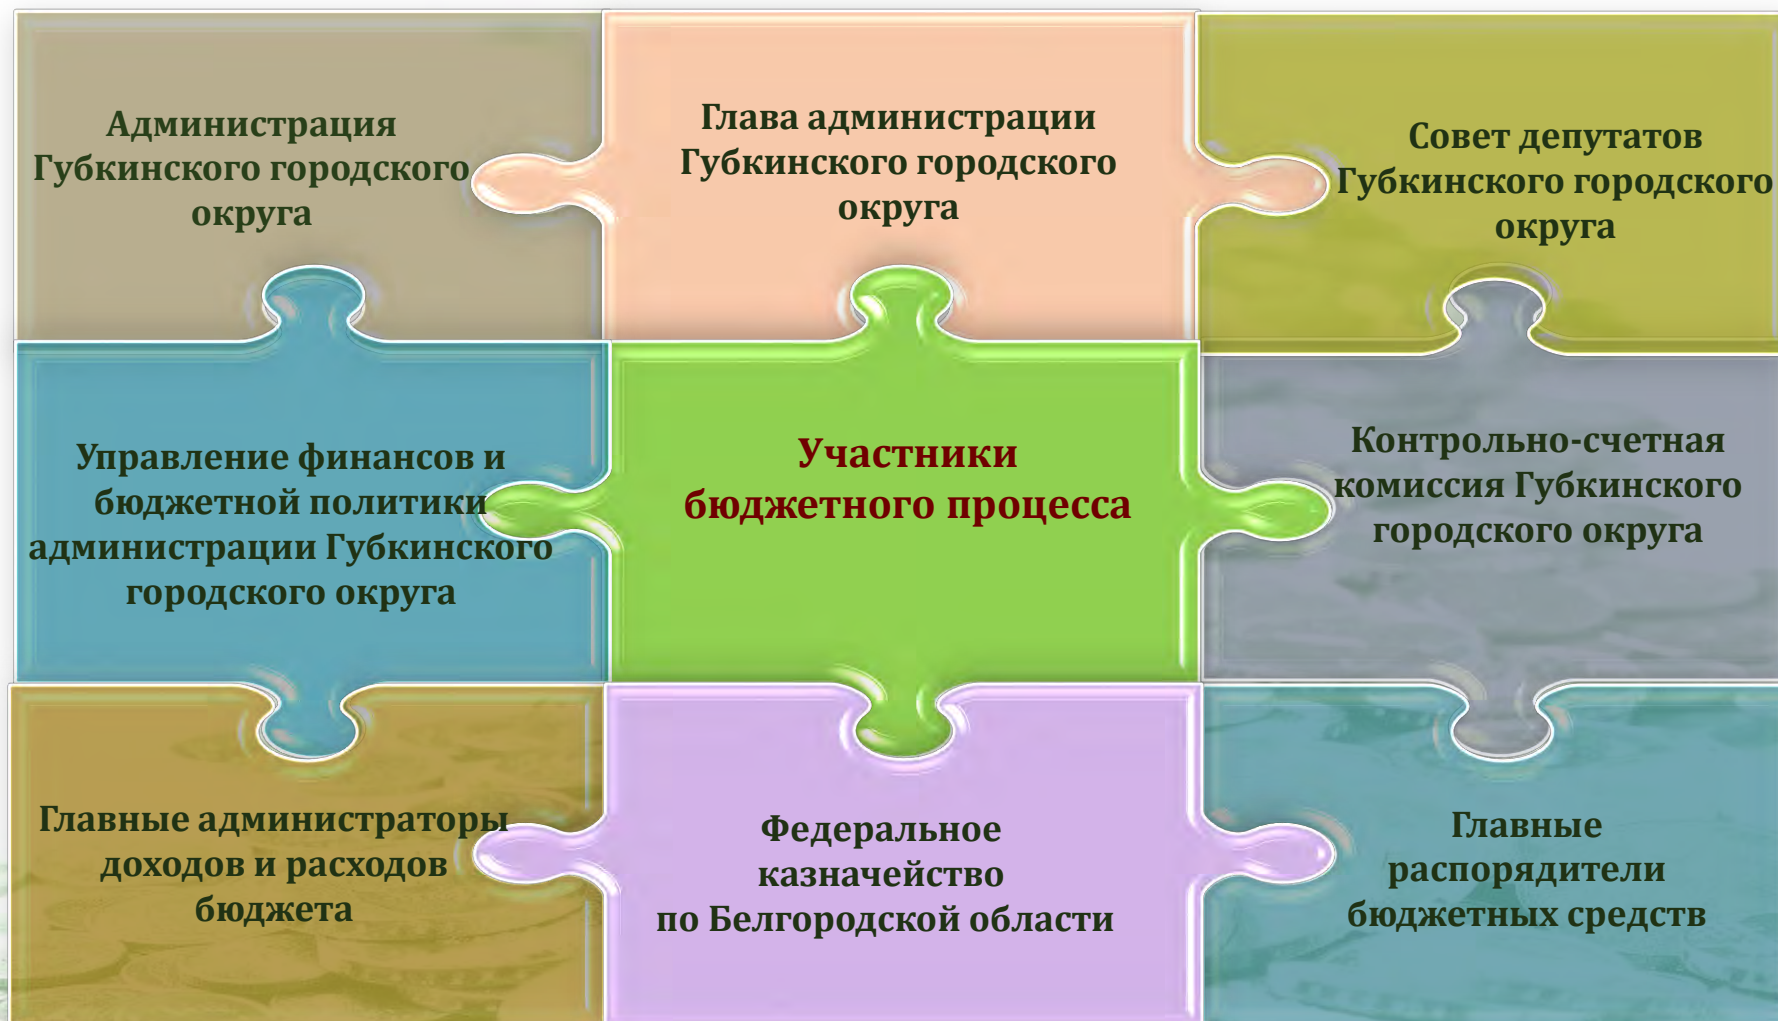 Администрация
Губкинского городского
округа
Глава администрации
Губкинского городского
округа
Совет депутатов
Губкинского городского
округа
Управление финансов и
бюджетной политики
администрации Губкинского
городского округа
Участники
бюджетного процесса
Контрольно-счетная
комиссия Губкинского
городского округа
Главные администраторы
доходов и расходов
бюджета
Федеральное
казначейство
по Белгородской области
Главные
распорядители
бюджетных средств